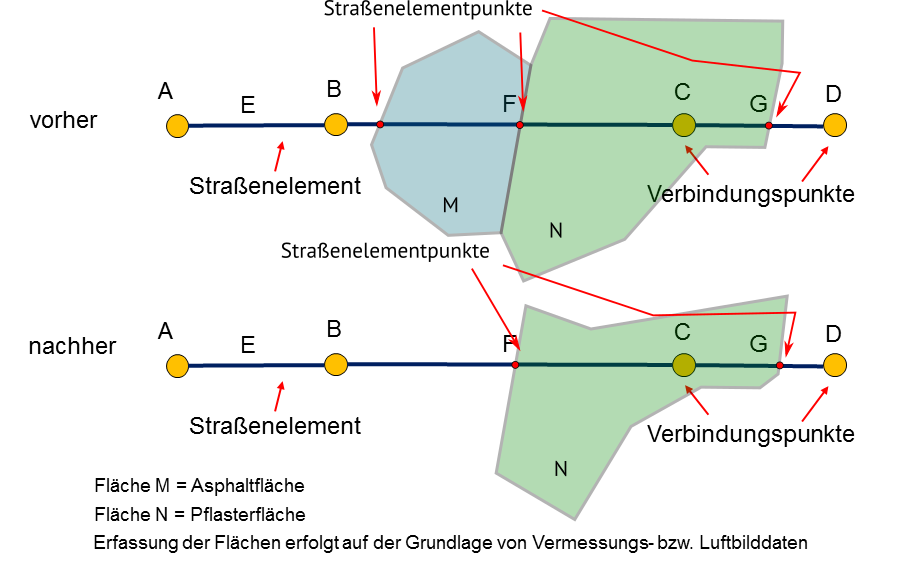 Straßenelementpunkte
A
E
B
F
C
G
D
vorher
Straßenelement
M
Verbindungspunkte
N
Straßenelementpunkte
A
E
B
F
C
G
D
nachher
Straßenelement
Verbindungspunkte
N
Fläche M = Asphaltfläche
Fläche N = Pflasterfläche
Erfassung der Flächen erfolgt auf der Grundlage von Vermessungs- bzw. Luftbilddaten